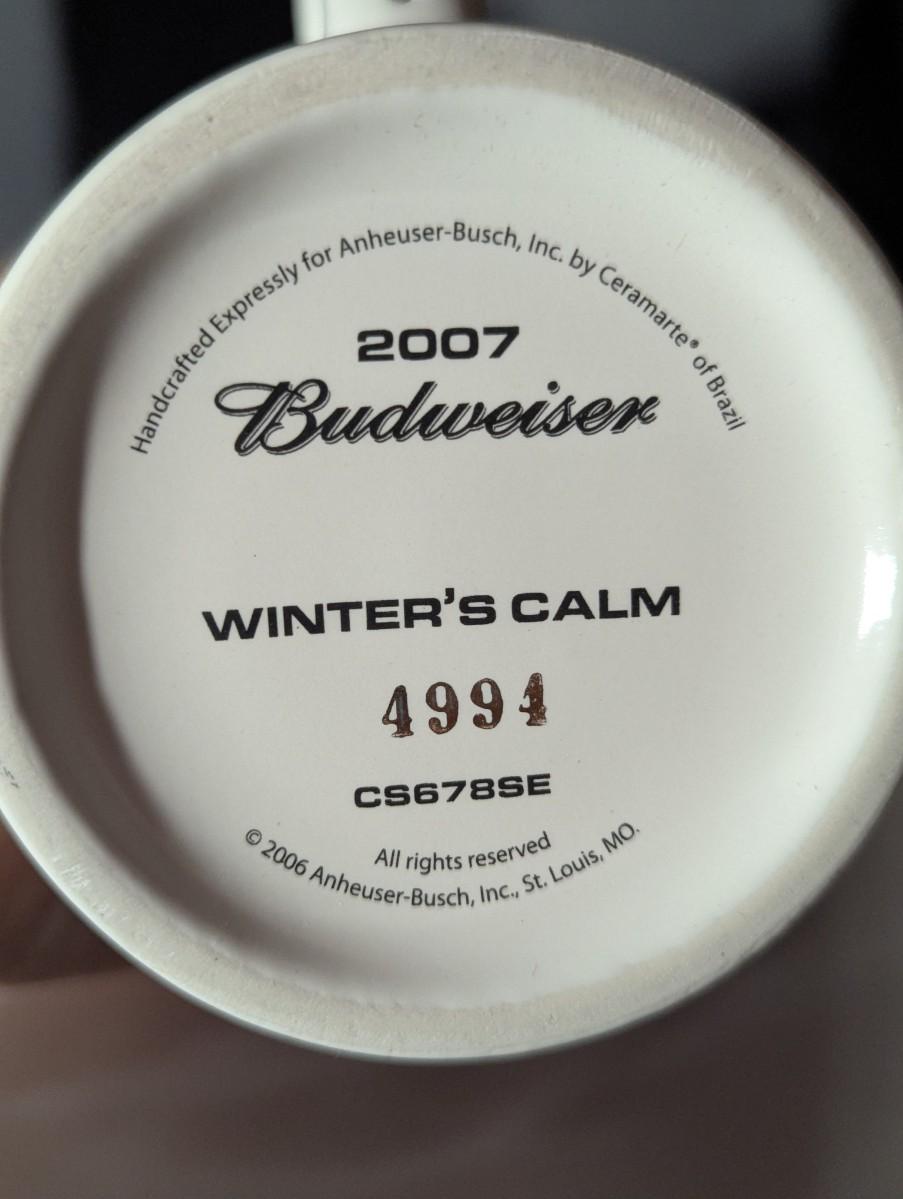 Handcrafted Expressly for Anheuser-Busch, Inc. by Ceramarte® of Brazil
2007
Budweiser
WINTER'S CALM
4994
CS678SE
All rights reserved
© 2006 Anheuser-Busch, Inc., St. Louis, MO.